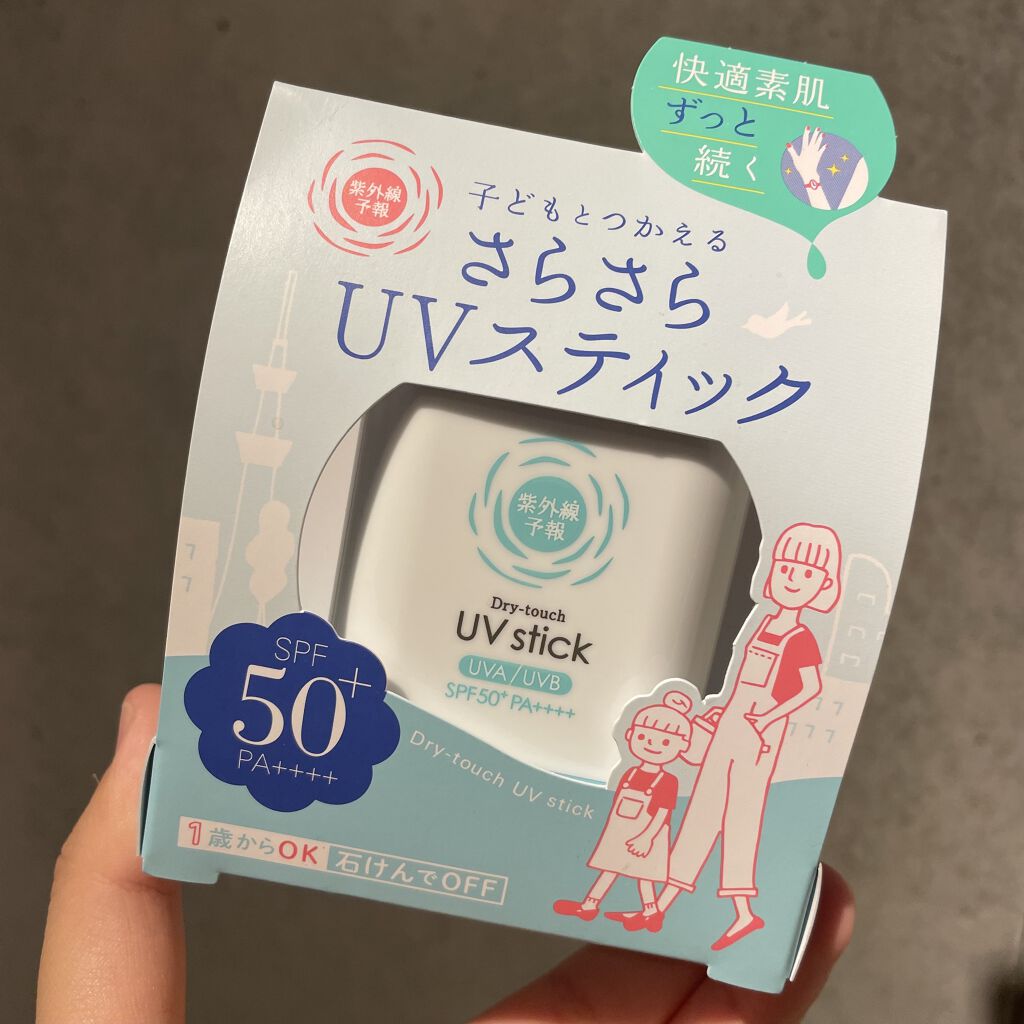 快適素肌
ずっと
続く
紫外線
予報
子どもとつかえる
さらさら
UVスティック
紫外線
予報
Dry-touch
UV stick
UVA/UVB
SPF50+ PA++++
SPF
50+
PA++++
Dry-touch UV stick
1歳からOK 石けんでOFF